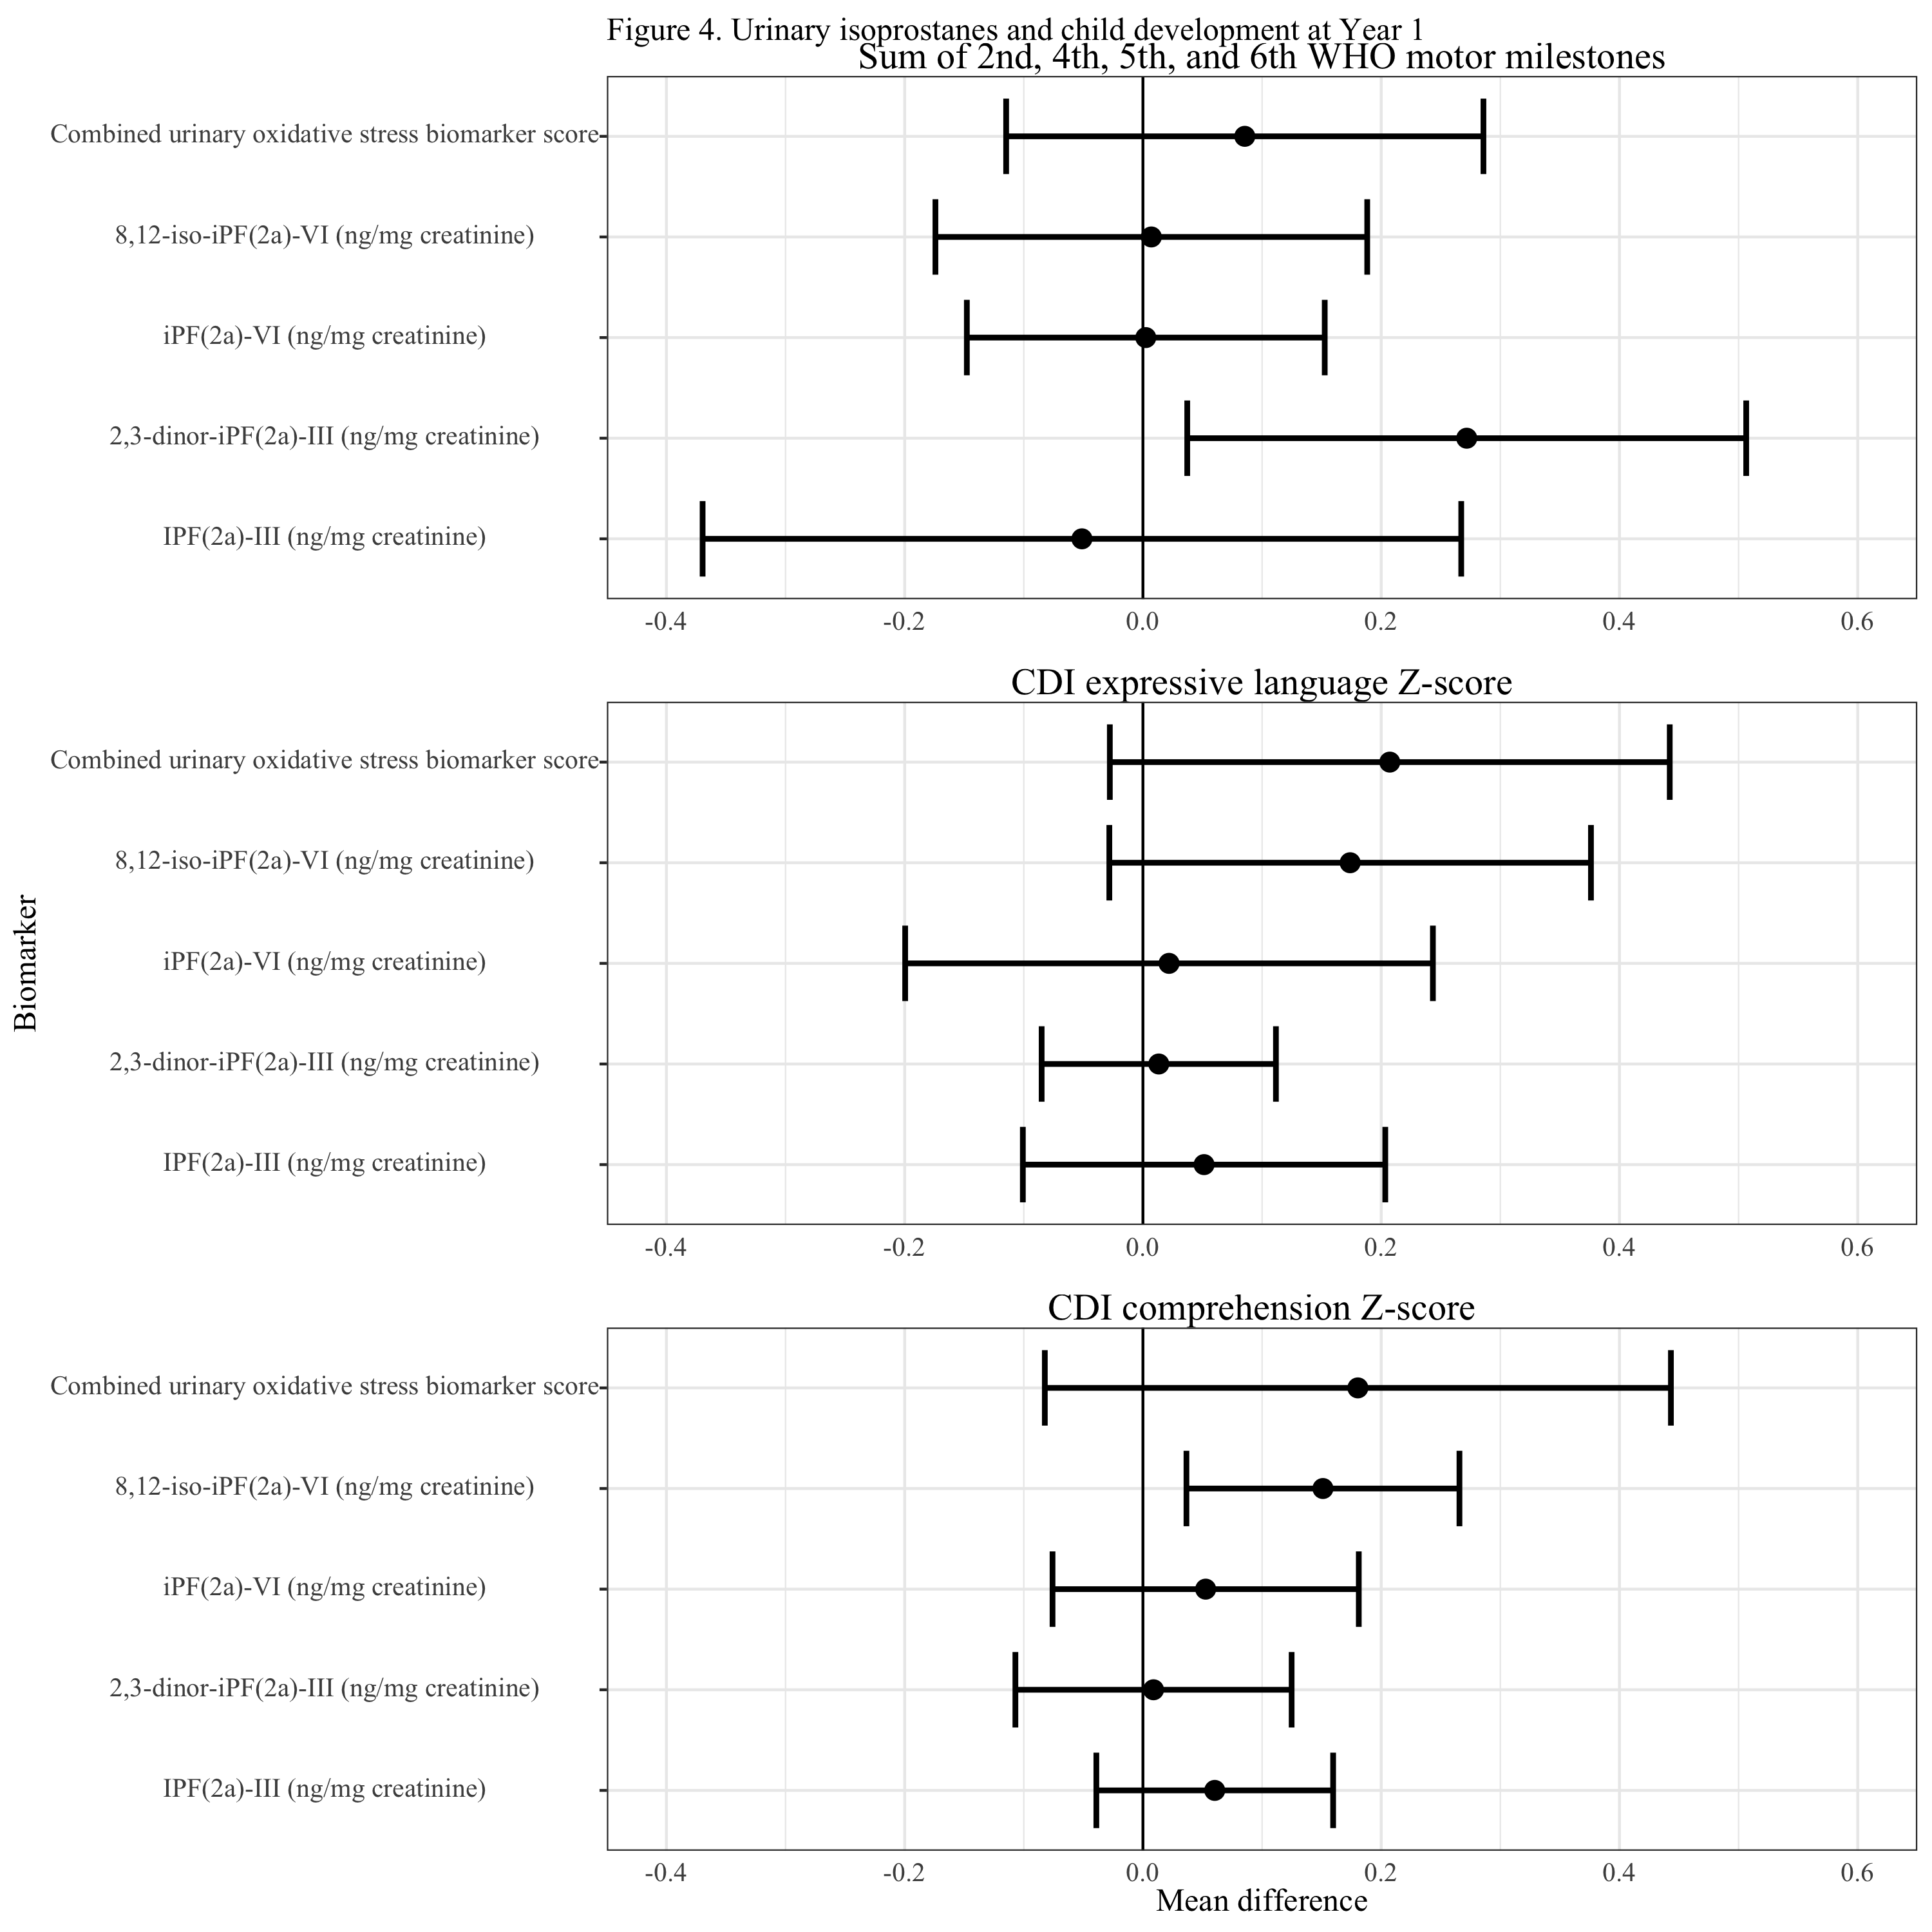 Figure 4. Urinary isoprostanes and child development at Year 1
Sum of 2nd, 4th, 5th, and 6th WHO motor milestones
Combined urinary oxidative stress biomarker score
8,12-iso-iPF(2a)-VI (ng/mg creatinine)
iPF(2a)-VI (ng/mg creatinine)
2,3-dinor-iPF(2a)-III (ng/mg creatinine)
IPF(2a)-III (ng/mg creatinine)
-0.4 -0.2 0.0 0.2 0.4 0.6
CDI expressive language Z-score
Combined urinary oxidative stress biomarker score
8,12-iso-iPF(2a)-VI (ng/mg creatinine)
iPF(2a)-VI (ng/mg creatinine)
2,3-dinor-iPF(2a)-III (ng/mg creatinine)
IPF(2a)-III (ng/mg creatinine)
-0.4 -0.2 0.0 0.2 0.4 0.6
Biomarker
CDI comprehension Z-score
Combined urinary oxidative stress biomarker score
8,12-iso-iPF(2a)-VI (ng/mg creatinine)
iPF(2a)-VI (ng/mg creatinine)
2,3-dinor-iPF(2a)-III (ng/mg creatinine)
IPF(2a)-III (ng/mg creatinine)
-0.4 -0.2 0.0 0.2 0.4 0.6
Mean difference